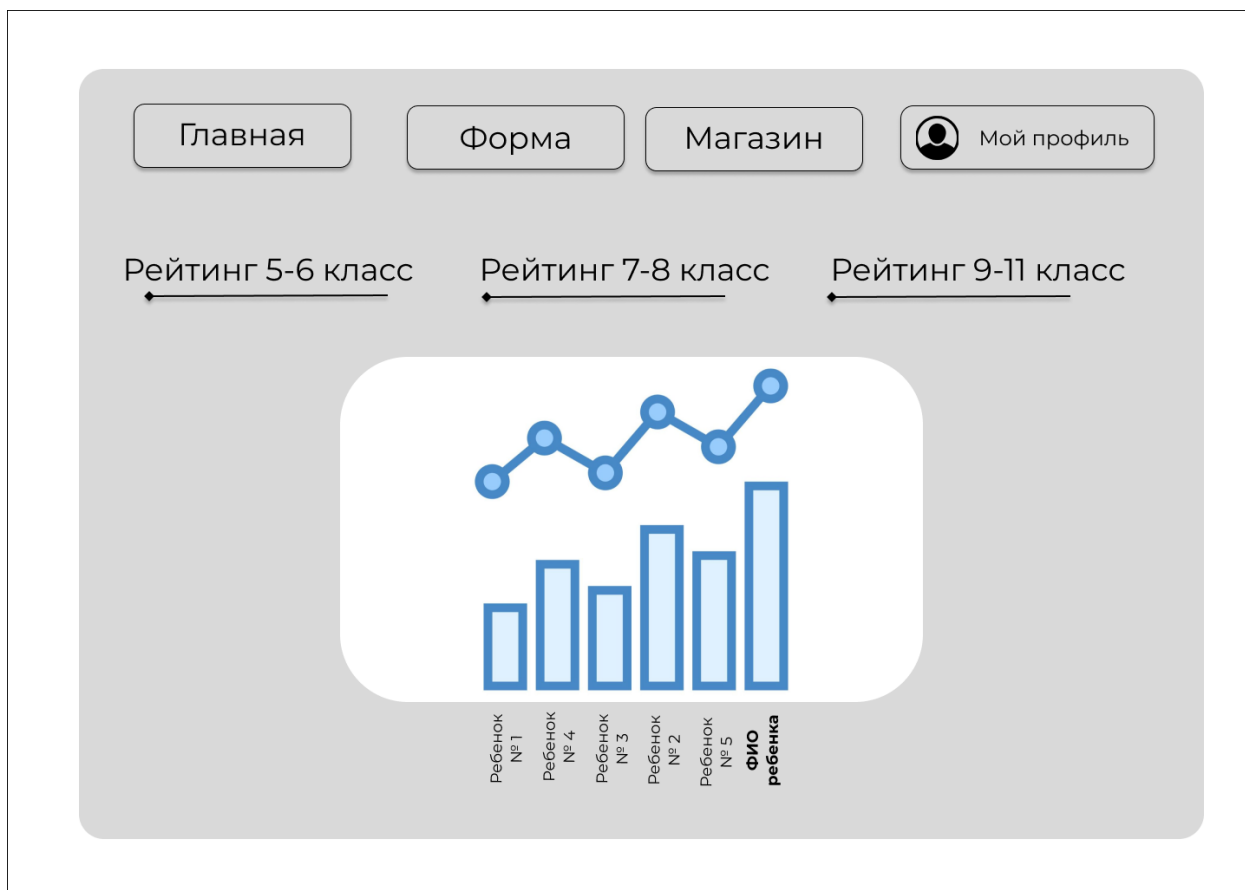 Главная
Форма
Магазин
Мой профиль
Рейтинг 5-6 класс
Рейтинг 7-8 класс
Рейтинг 9-11 класс
Ребенок
№ 1
Ребенок
№ 4
Ребенок
№ 3
Ребенок
№ 2
Ребенок
№ 5
ФИО
ребенка